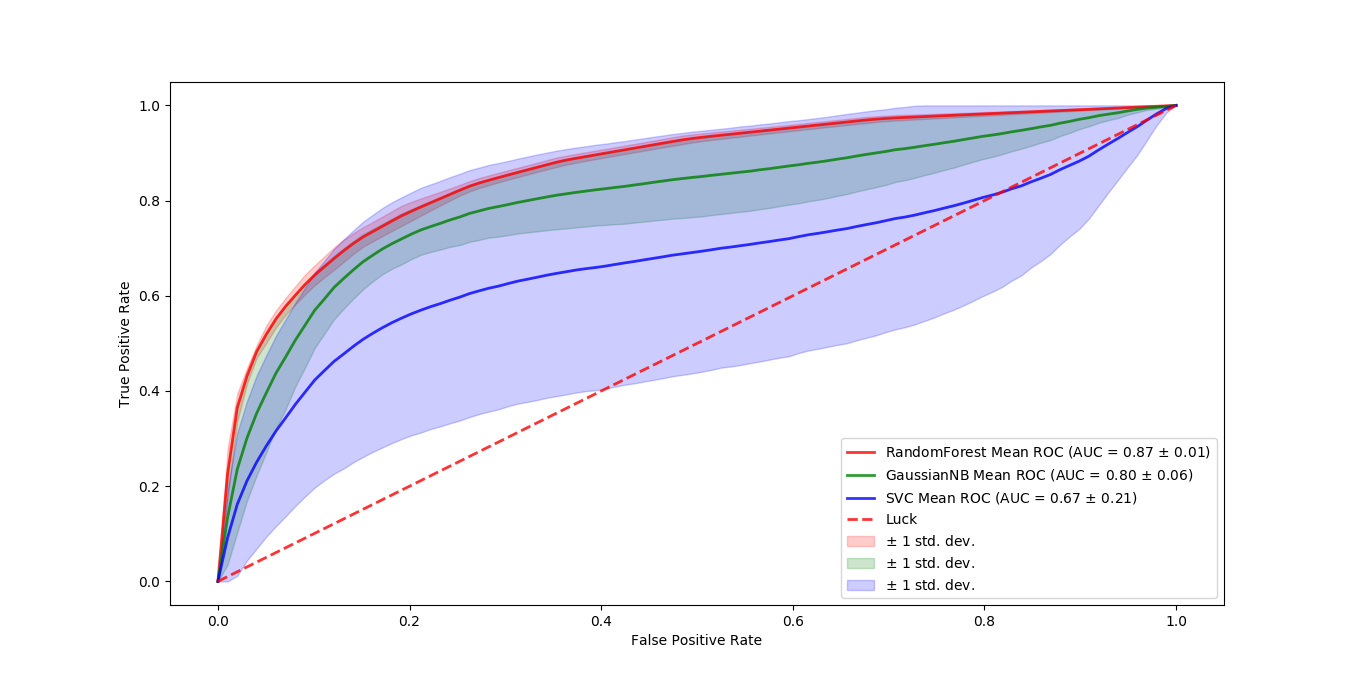 1.0
0.8
0.6
0.4
0.2
0.0
True Positive Rate
0.0 0.2 0.4 0.6 0.8 1.0
False Positive Rate
RandomForest Mean ROC (AUC = 0.87 ± 0.01)
GaussianNB Mean ROC (AUC = 0.80 ± 0.06)
SVC Mean ROC (AUC = 0.67 ± 0.21)
Luck
± 1 std. dev.
± 1 std. dev.
± 1 std. dev.